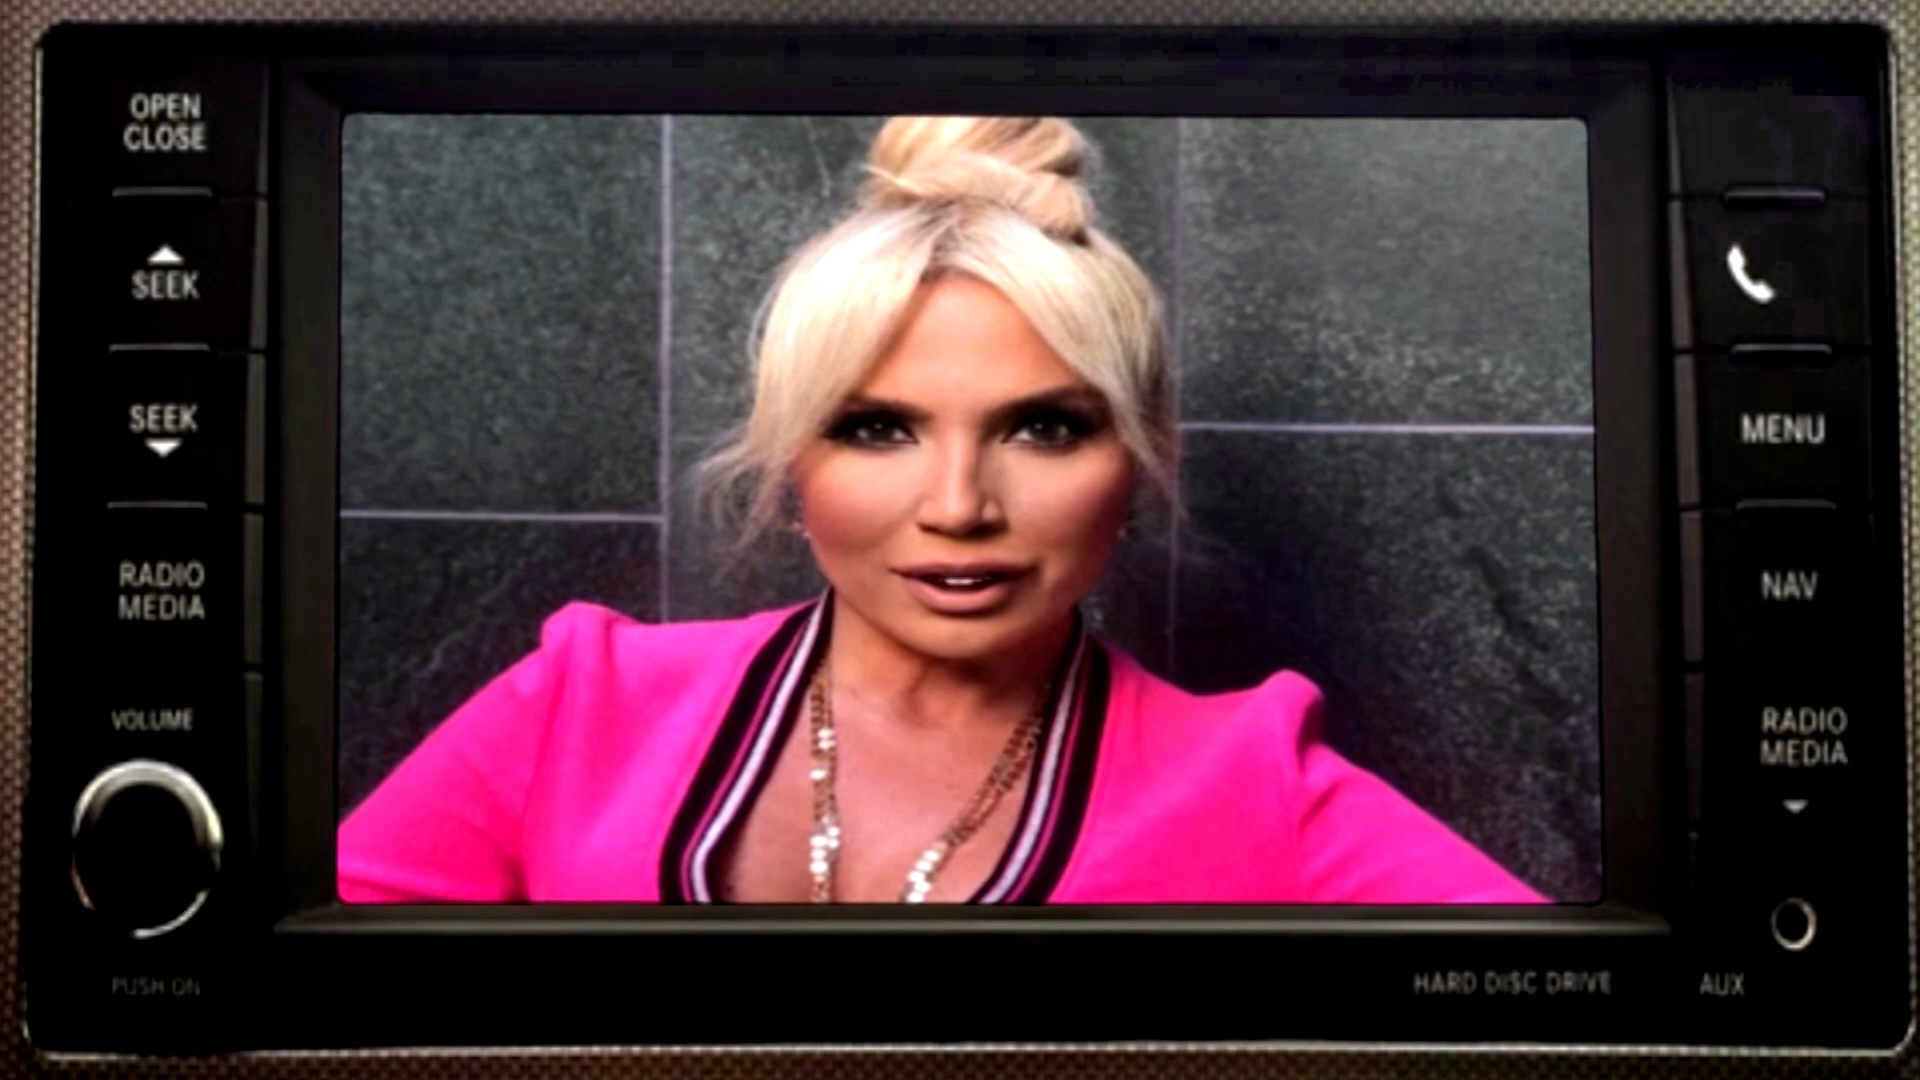 OPEN
CLOSE
SEEK
SEEK
RADIO
MEDIA
VOLUME
PUSH ON
MENU
NAV
RADIO
MEDIA
HARD DISC DRIVE
AUX